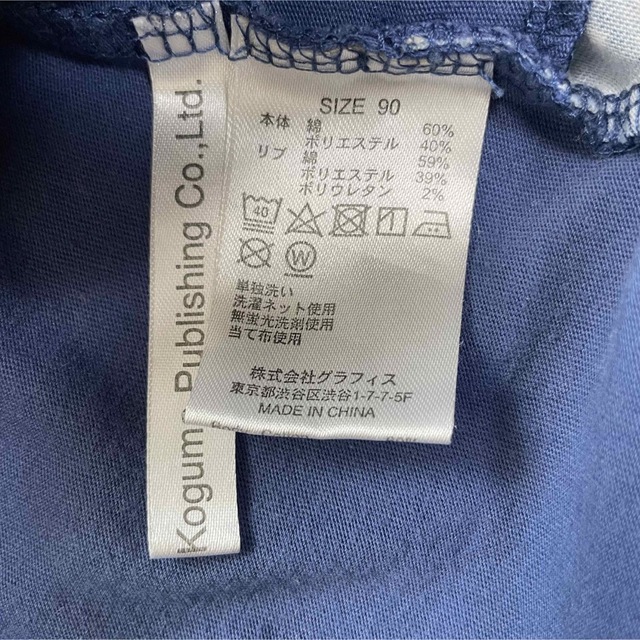 SIZE 90
本体 綿 60%
ポリエステル 40%
リブ 綿 59%
ポリエステル 39%
ポリウレタン 2%
40
W
単独洗い
洗濯ネット使用
無蛍光洗剤使用
当て布使用
株式会社グラフィス
東京都渋谷区渋谷1-7-7-5F
MADE IN CHINA
Koguma Publishing Co.,Ltd.